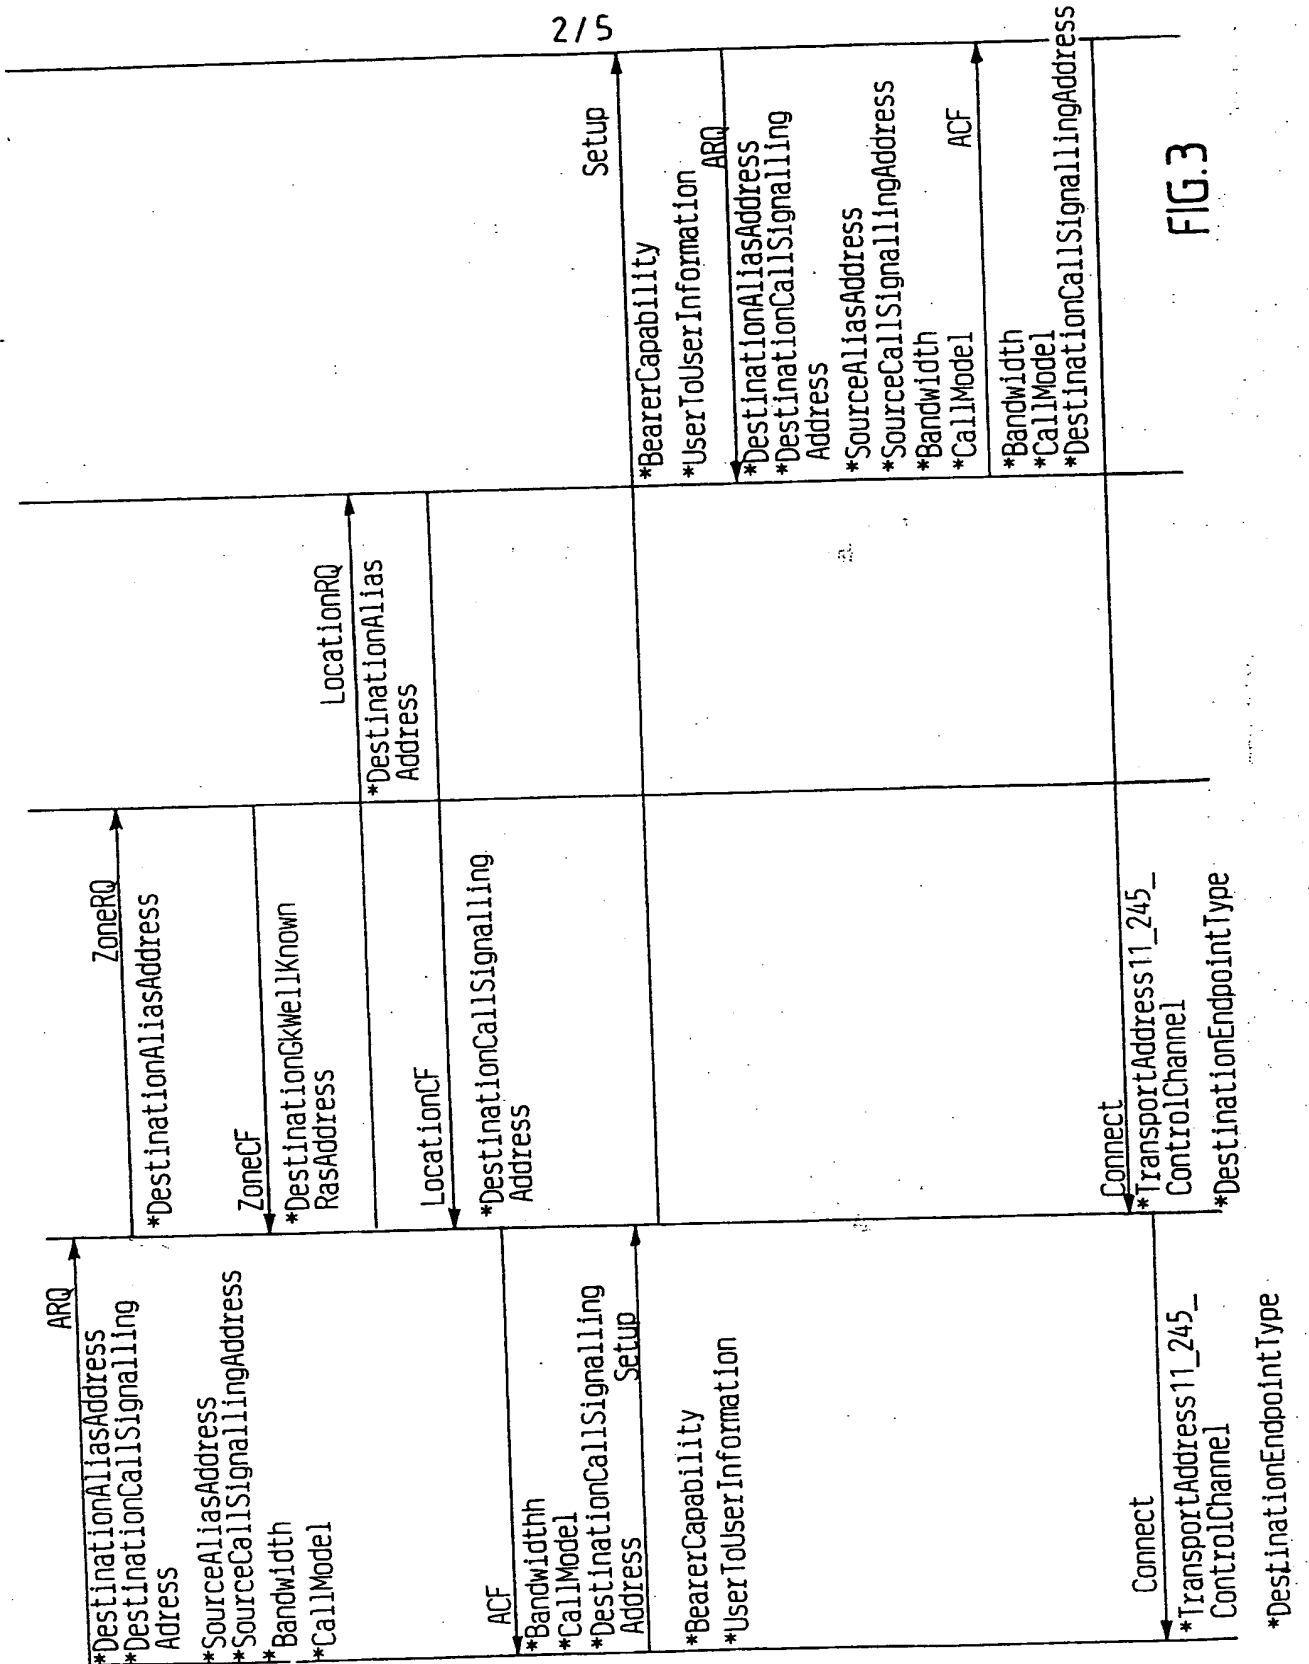 2/5
ARQ
*DestinationAliasAddress
*DestinationCallSignalling
Adress
*SourceAliasAddress
*SourceCallSignallingAddress
*Bandwidth
*CallModel
ZoneRQ
*DestinationAliasAddress
ZoneCF
*DestinationGkWellKnown
RasAddress
LocationRQ
*DestinationAlias
Address
LocationCF
*DestinationCallSignalling
Address
ACF
*Bandwidthh
*CallModel
*DestinationCallSignalling
Address
Setup
*BearerCapability
*UserToUserInformation
Setup
*BearerCapability
*UserToUserInformation
ARQ
*DestinationAliasAddress
*DestinationCallSignalling
Address
*SourceAliasAddress
*SourceCallSignallingAddress
*Bandwidth
*CallModel
ACF
*Bandwidth
*CallModel
*DestinationCallSignallingAddress
Connect
*TransportAddress11_245_
ControlChannel
*DestinationEndpointType
Connect
*TransportAddress11_245_
ControlChannel
*DestinationEndpointType
FIG.3